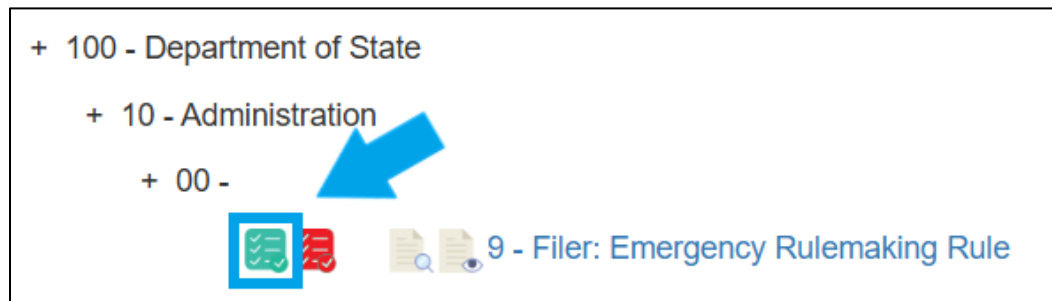 + 100 - Department of State
+ 10 - Administration
+ 00 -
9 - Filer: Emergency Rulemaking Rule